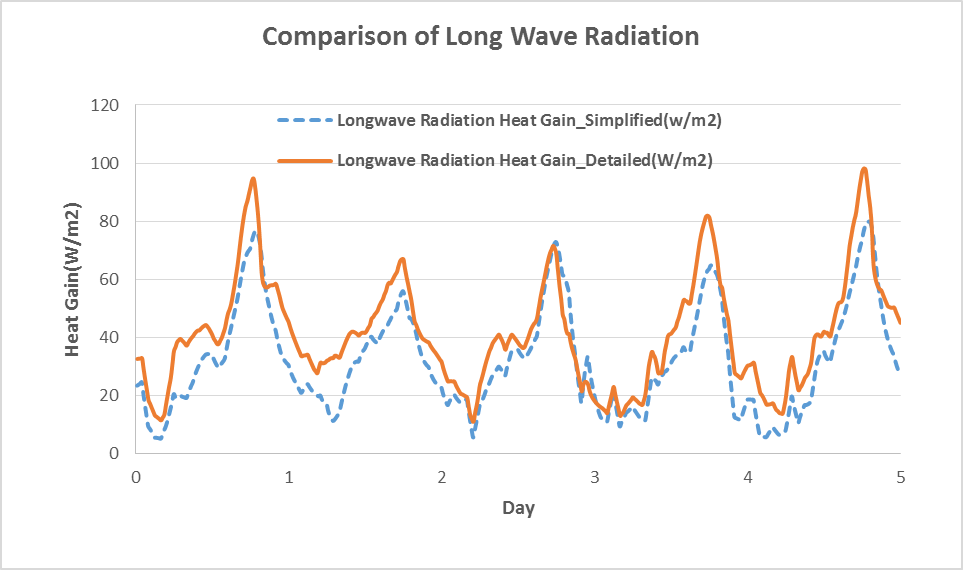 Comparison of Long Wave Radiation
120
Longwave Radiation Heat Gain_Simplified(w/m2)
Longwave Radiation Heat Gain_Detailed(W/m2)
100
80
60
40
20
0
Heat Gain(W/m2)
0 1 2 3 4 5
Day